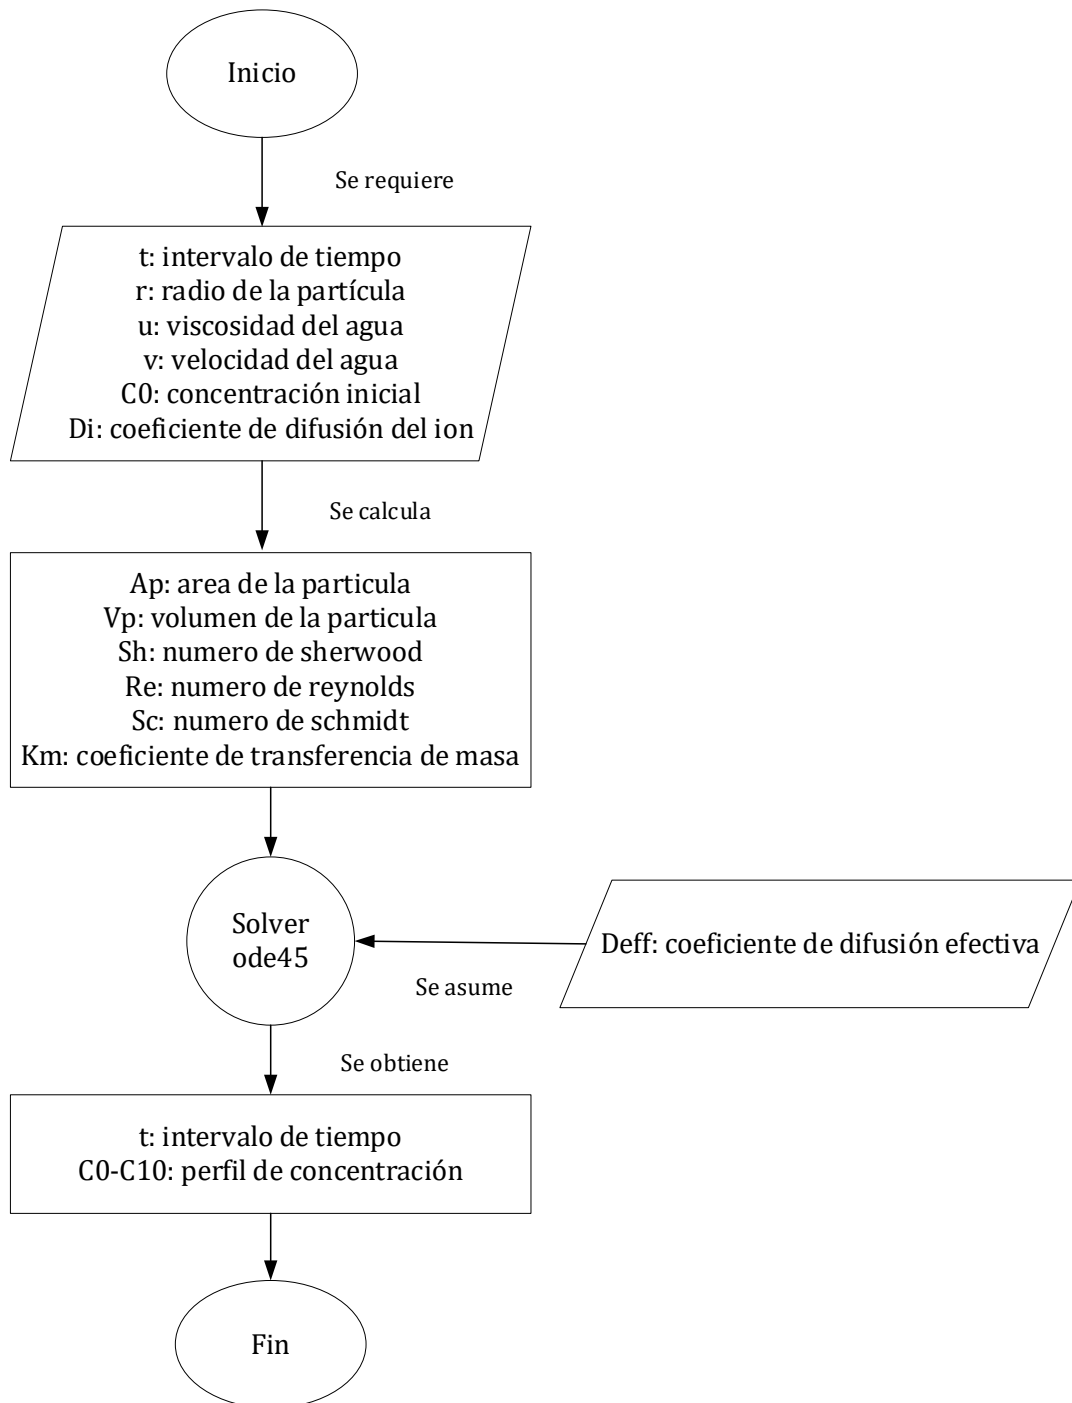 Inicio
Se requiere
t: intervalo de tiempo
r: radio de la partícula
u: viscosidad del agua
v: velocidad del agua
C0: concentración inicial
Di: coeficiente de difusión del ion
Se calcula
Ap: area de la particula
Vp: volumen de la particula
Sh: numero de sherwood
Re: numero de reynolds
Sc: numero de schmidt
Km: coeficiente de transferencia de masa
Solver
ode45
Deff: coeficiente de difusión efectiva
Se asume
Se obtiene
t: intervalo de tiempo
C0-C10: perfil de concentración
Fin